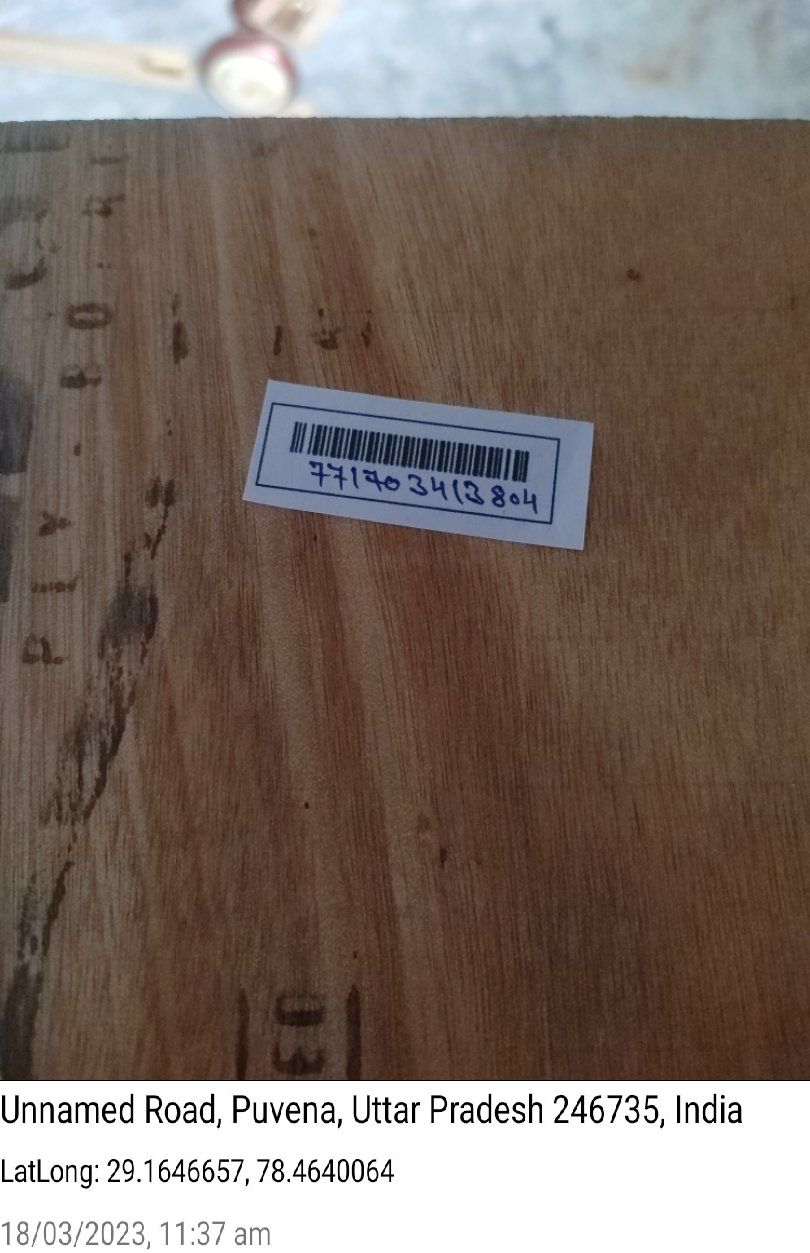 771703413804
Unnamed Road, Puvena, Uttar Pradesh 246735, India
LatLong: 29.1646657, 78.4640064
18/03/2023, 11:37 am